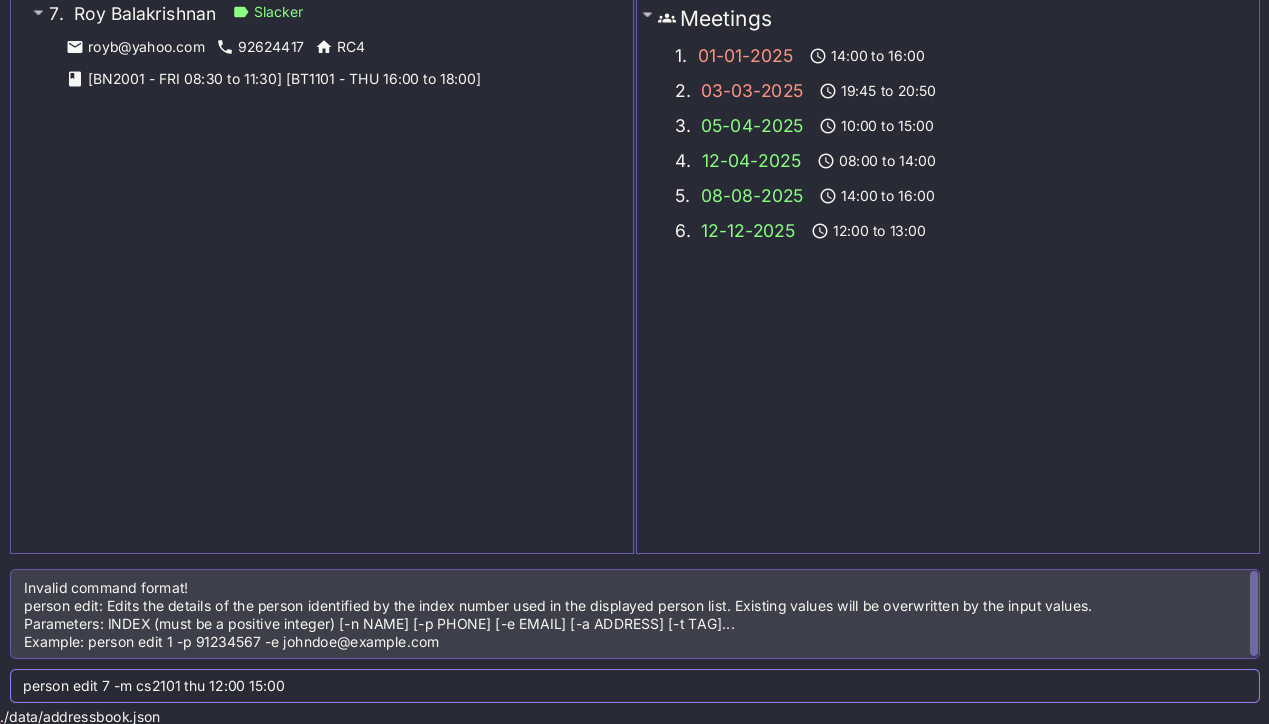 7. Roy Balakrishnan Slacker
royb@yahoo.com 92624417 RC4
[BN2001 - FRI 08:30 to 11:30] [BT1101 - THU 16:00 to 18:00]
Meetings
1. 01-01-2025 14:00 to 16:00
2. 03-03-2025 19:45 to 20:50
3. 05-04-2025 10:00 to 15:00
4. 12-04-2025 08:00 to 14:00
5. 08-08-2025 14:00 to 16:00
6. 12-12-2025 12:00 to 13:00
Invalid command format!
person edit: Edits the details of the person identified by the index number used in the displayed person list. Existing values will be overwritten by the input values.
Parameters: INDEX (must be a positive integer) [-n NAME] [-p PHONE] [-e EMAIL] [-a ADDRESS] [-t TAG]...
Example: person edit 1 -p 91234567 -e johndoe@example.com
person edit 7 -m cs2101 thu 12:00 15:00
./data/addressbook.json